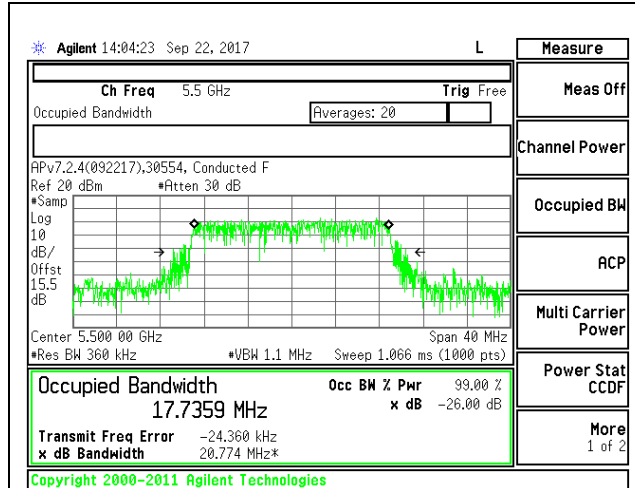 Agilent 14:04:23 Sep 22, 2017 L Measure
Ch Freq 5.5 GHz Trig Free
Meas Off
Occupied Bandwidth Averages: 20
Channel Power
APv7.2.4(092217),30554, Conducted F
Ref 20 dBm #Atten 30 dB
#Samp
Log
10
dB/
Offst
15.5
dB
Occupied BW
ACP
Multi Carrier
Power
Center 5.500 00 GHz Span 40 MHz
#Res BW 360 kHz #VBW 1.1 MHz Sweep 1.066 ms (1000 pts)
Power Stat
CCDF
Occupied Bandwidth Occ BW % Pwr 99.00 %
17.7359 MHz x dB -26.00 dB
Transmit Freq Error -24.360 kHz
x dB Bandwidth 20.774 MHz*
More
1 of 2
Copyright 2000-2011 Agilent Technologies